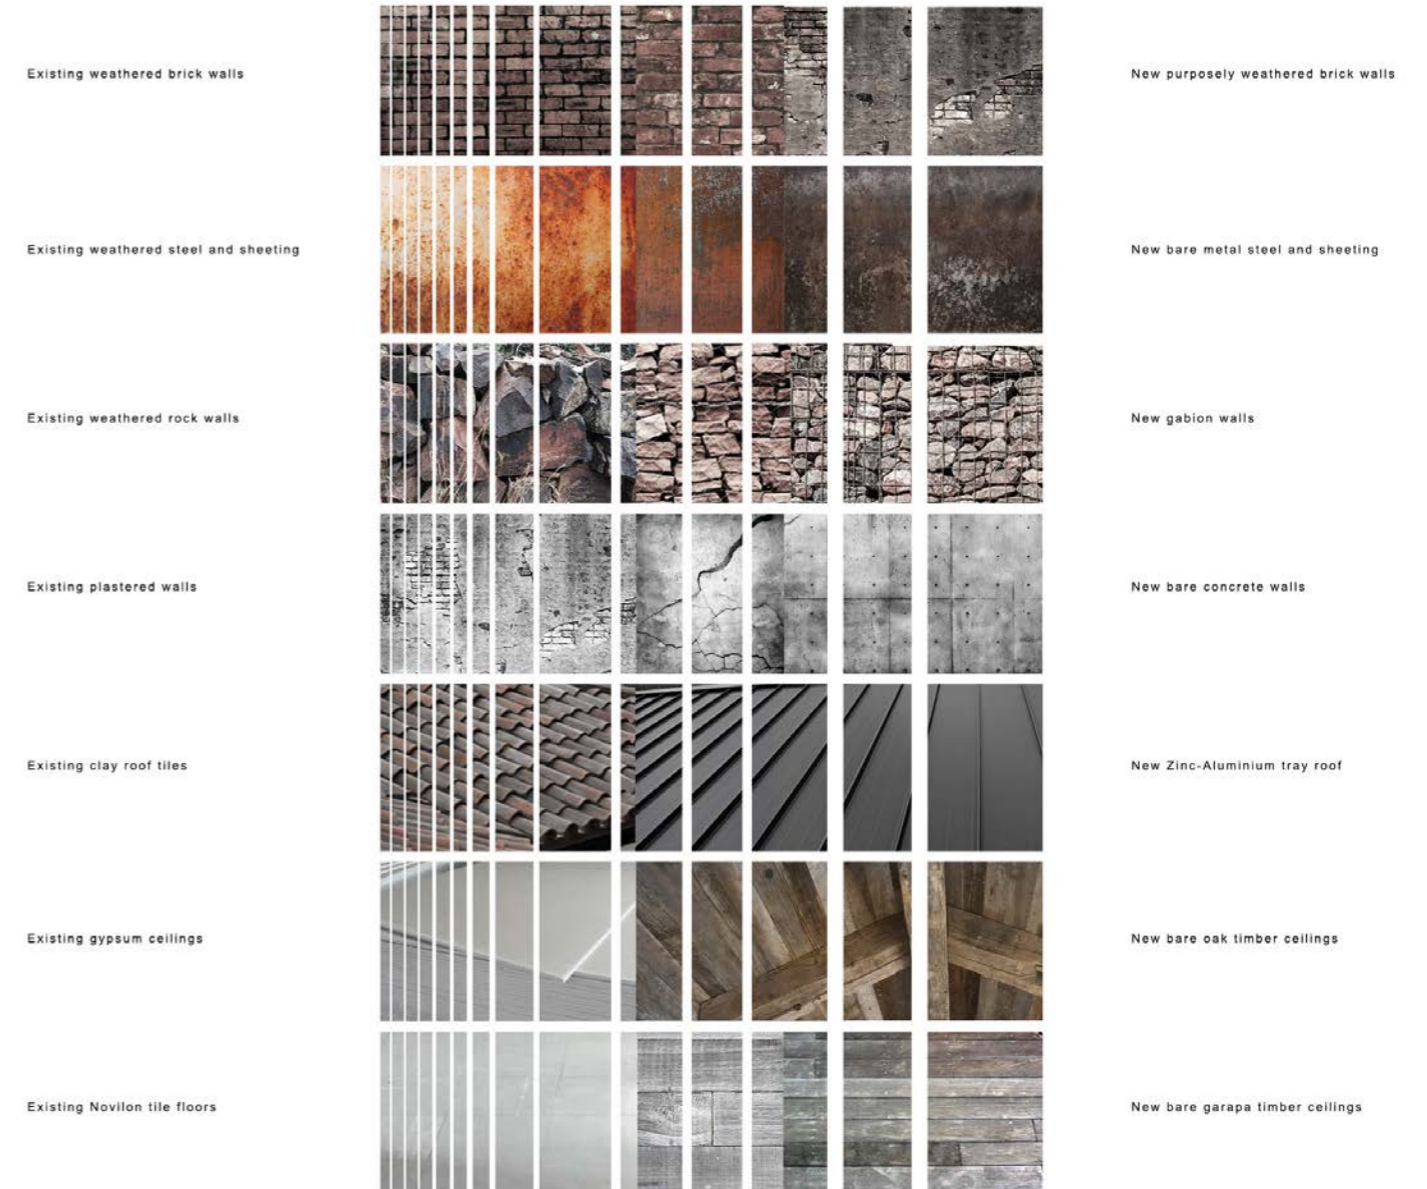 Existing weathered brick walls
New purposely weathered brick walls
Existing weathered steel and sheeting
New bare metal steel and sheeting
Existing weathered rock walls
New gabion walls
Existing plastered walls
New bare concrete walls
Existing clay roof tiles
New Zinc-Aluminium tray roof
Existing gypsum ceilings
New bare oak timber ceilings
Existing Novilon tile floors
New bare garapa timber ceilings